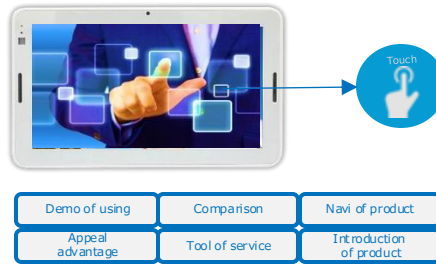 Touch
Demo of using
Comparison
Navi of product
Appeal
advantage
Tool of service
Introduction
of product